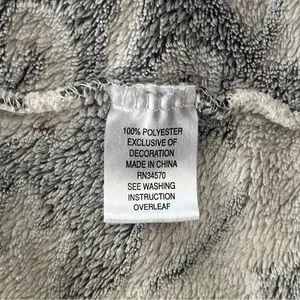 100% POLYESTER
EXCLUSIVE OF
DECORATION
MADE IN CHINA
RN34570
SEE WASHING
INSTRUCTION
OVERLEAF